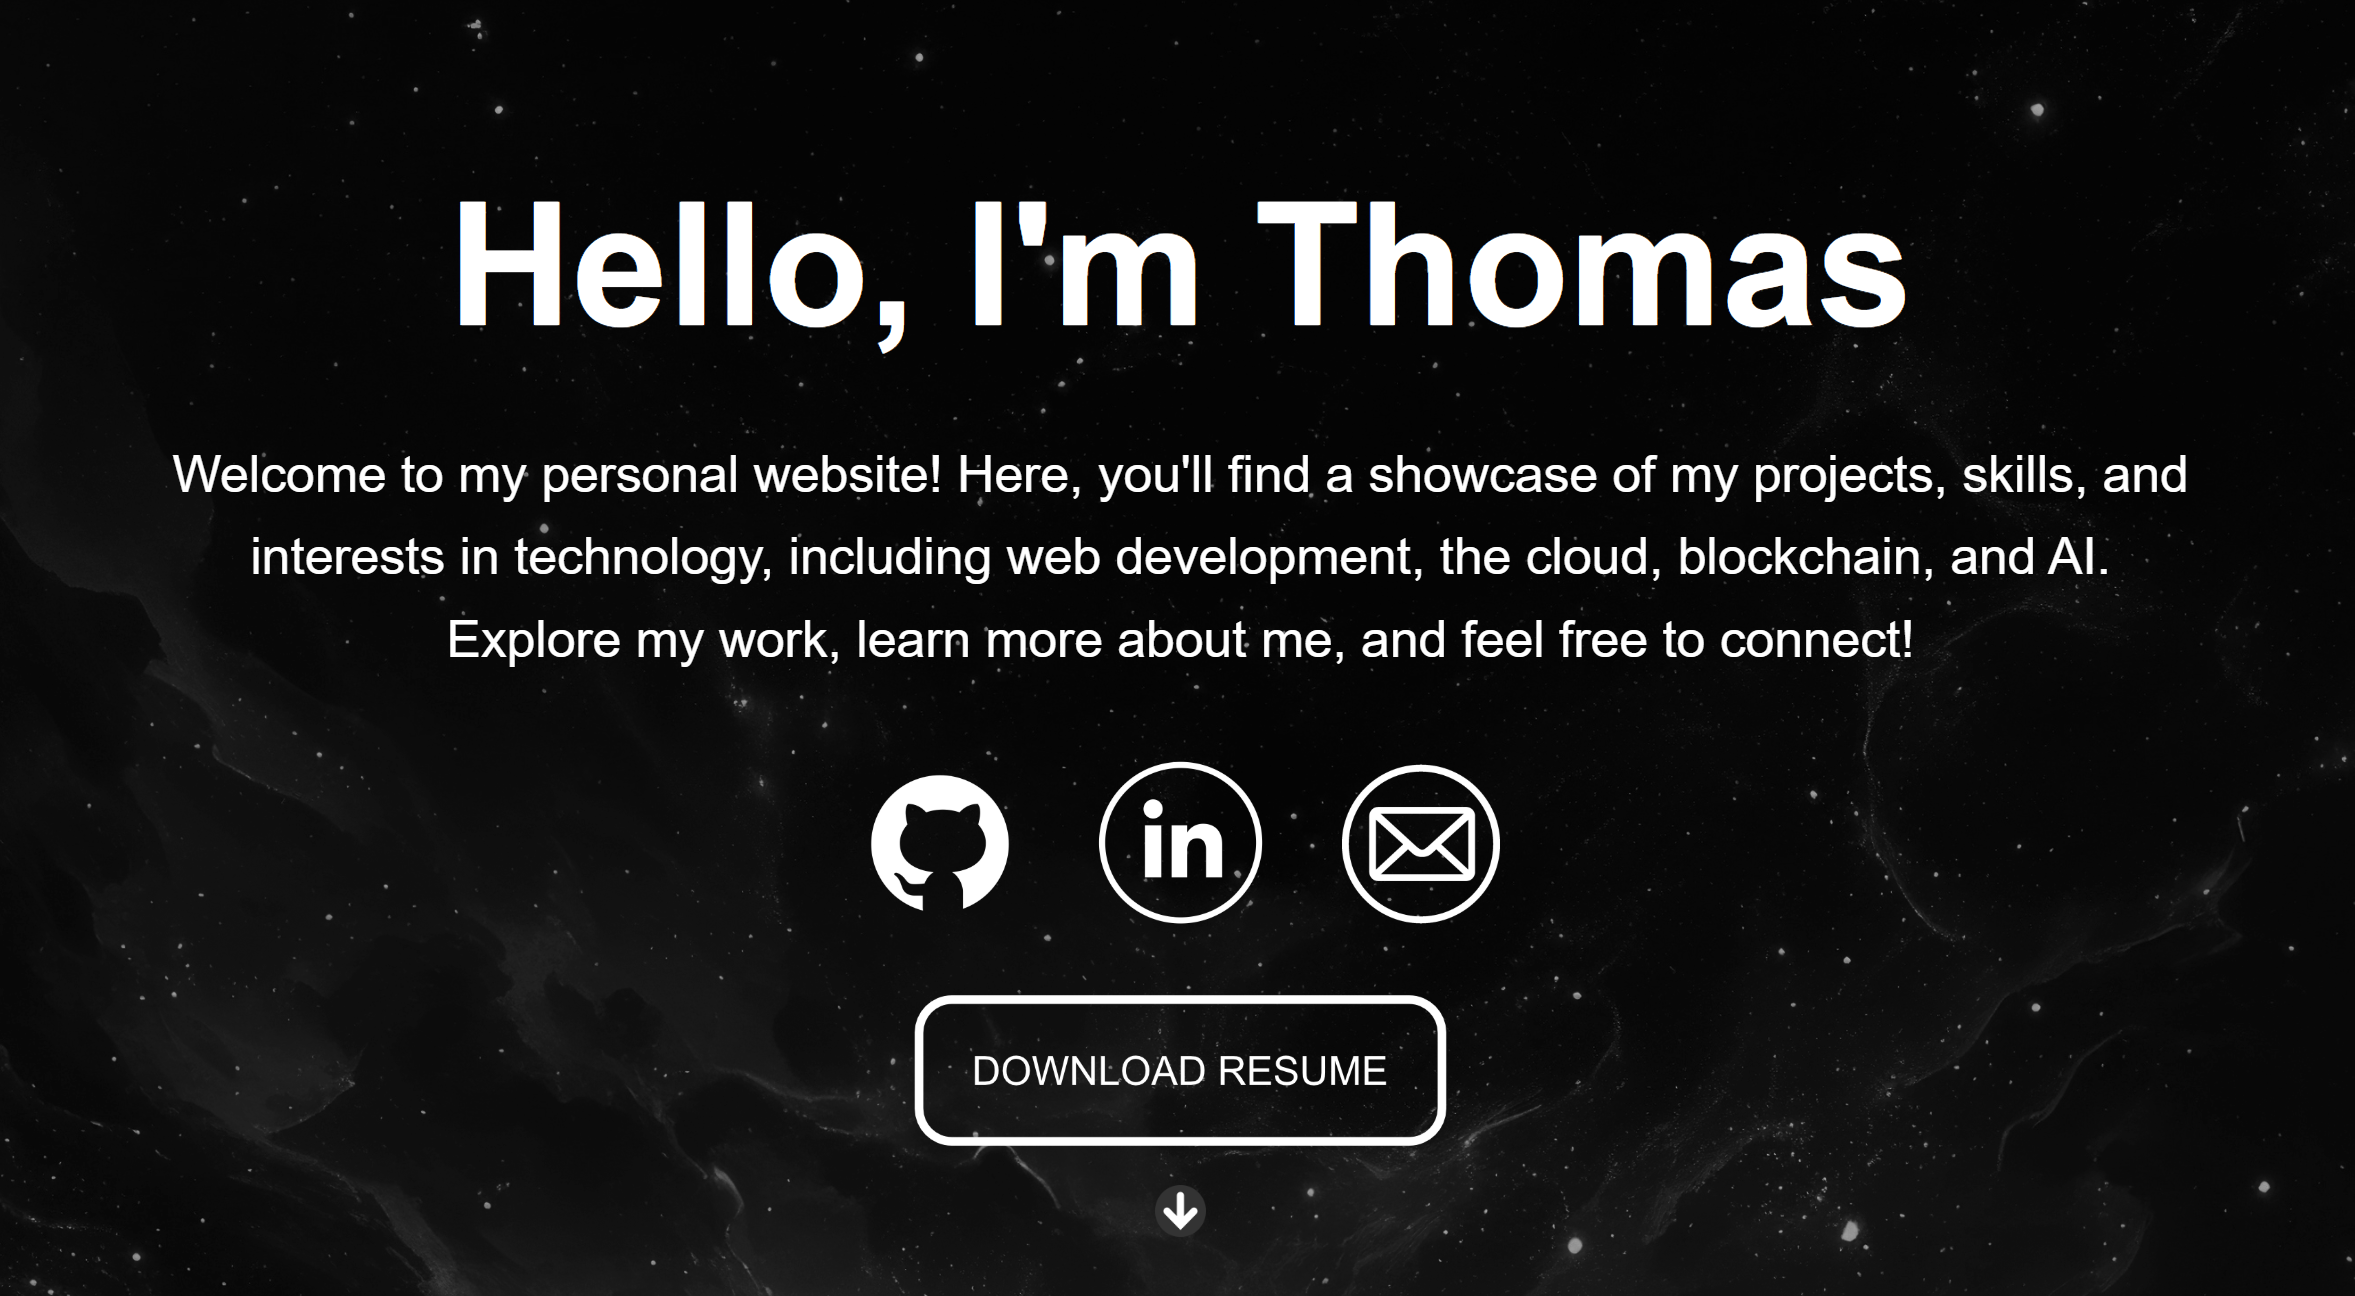 Hello, I'm Thomas
Welcome to my personal website! Here, you'll find a showcase of my projects, skills, and
interests in technology, including web development, the cloud, blockchain, and AI.
Explore my work, learn more about me, and feel free to connect!
in
DOWNLOAD RESUME